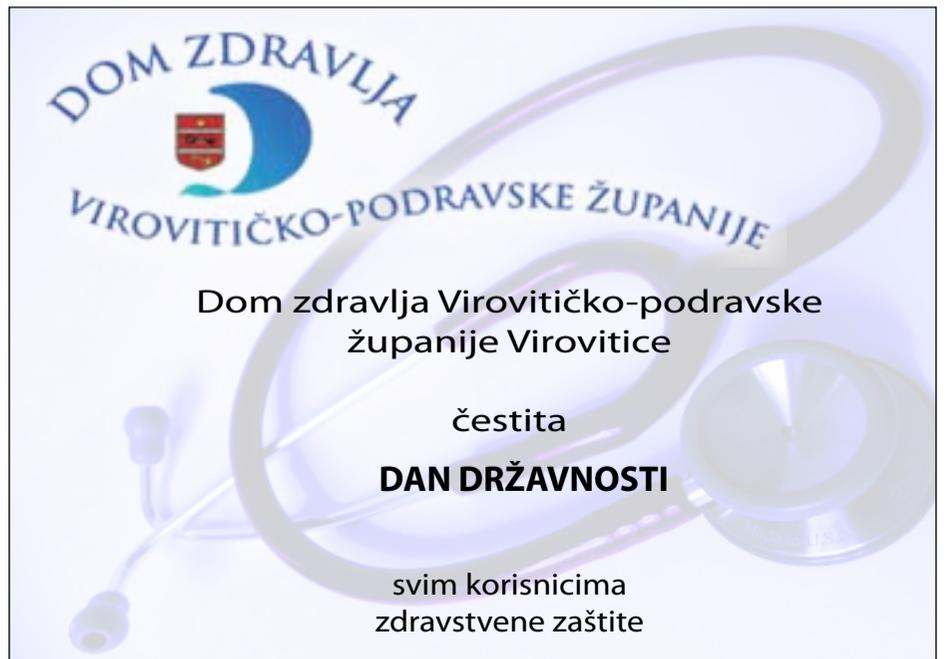 DOM ZDRAVLJA
VIROVITIČKO-PODRAVSKE ŽUPANIJE
Dom zdravlja Virovitičko-podravske
županije Virovitice
čestita
DAN DRŽAVNOSTI
svim korisnicima
zdravstvene zaštite